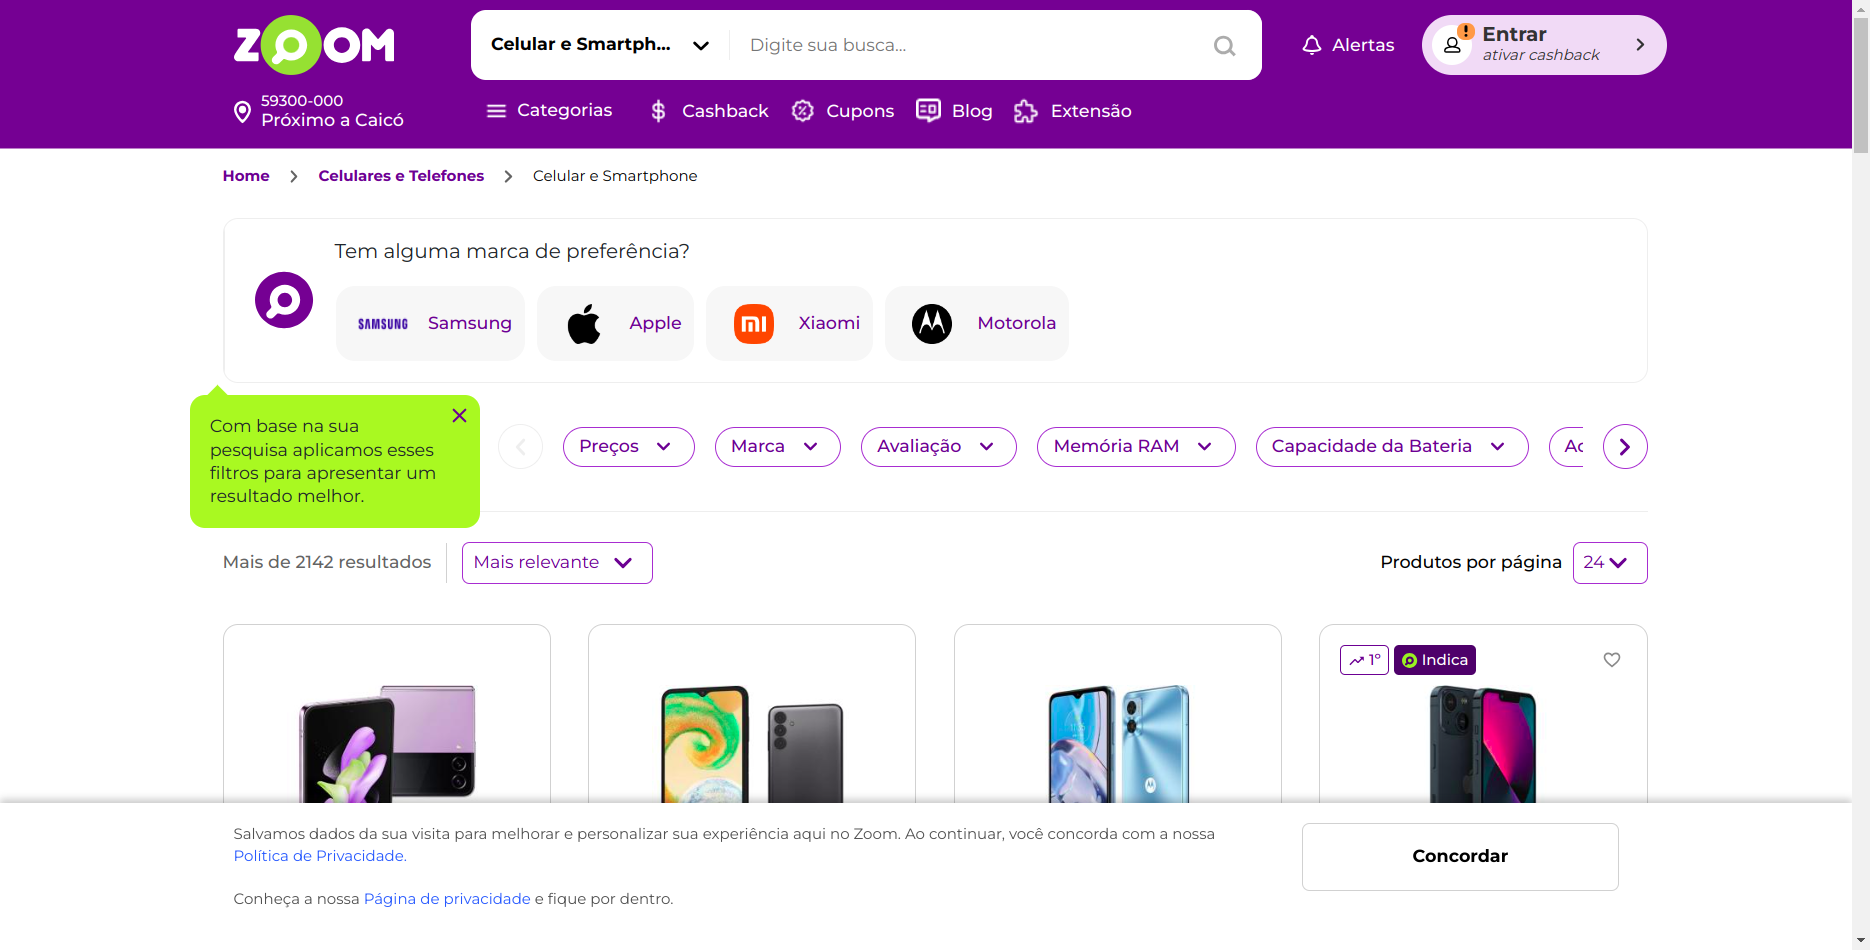 ZOOM
Celular e Smartph...
Digite sua busca...
Alertas
!
Entrar
ativar cashback
59300-000
Próximo a Caicó
Categorias
Cashback
Cupons
Blog
Extensão
Home
Celulares e Telefones
Celular e Smartphone
Tem alguma marca de preferência?
SAMSUNG
Samsung
Apple
mi
Xiaomi
Motorola
Com base na sua
pesquisa aplicamos esses
filtros para apresentar um
resultado melhor.
Preços
Marca
Avaliação
Memória RAM
Capacidade da Bateria
Mais de 2142 resultados
Mais relevante
Produtos por página
24
1º
Indica
Salvamos dados da sua visita para melhorar e personalizar sua experiência aqui no Zoom. Ao continuar, você concorda com a nossa
Política de Privacidade.
Concordar
Conheça a nossa Página de privacidade e fique por dentro.